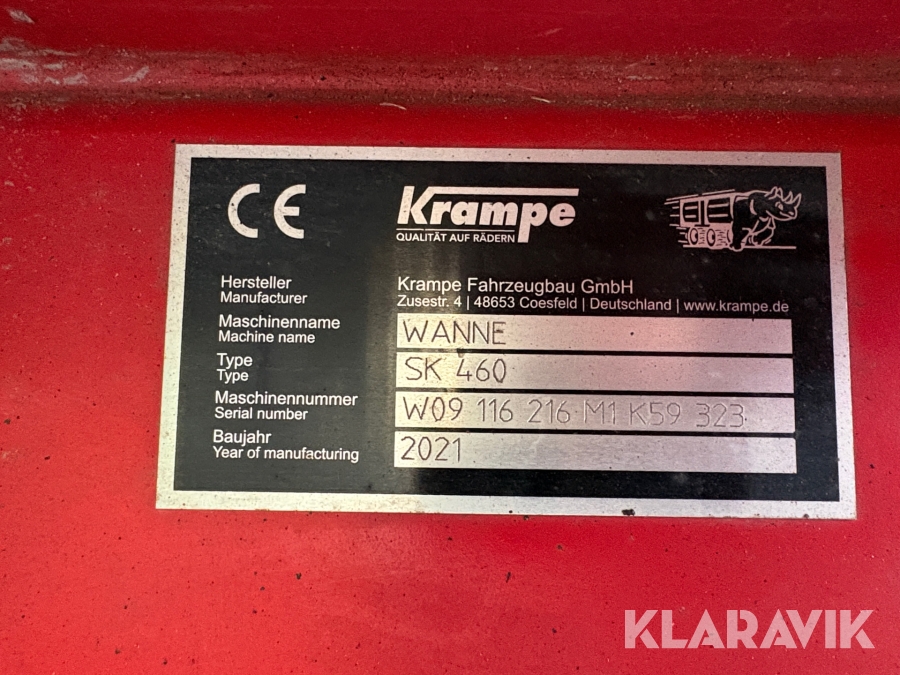 CE
Krampe
QUALITÄT AUF RÄDERN
Hersteller
Manufacturer
Krampe Fahrzeugbau GmbH
Zusestr. 4 | 48653 Coesfeld | Deutschland | www.krampe.de
Maschinenname
Machine name
WANNE
Type
Type
SK 460
Maschinennummer
Serial number
W09 116 216 M1 K59 323
Baujahr
Year of manufacturing
2021
KLARAVIK